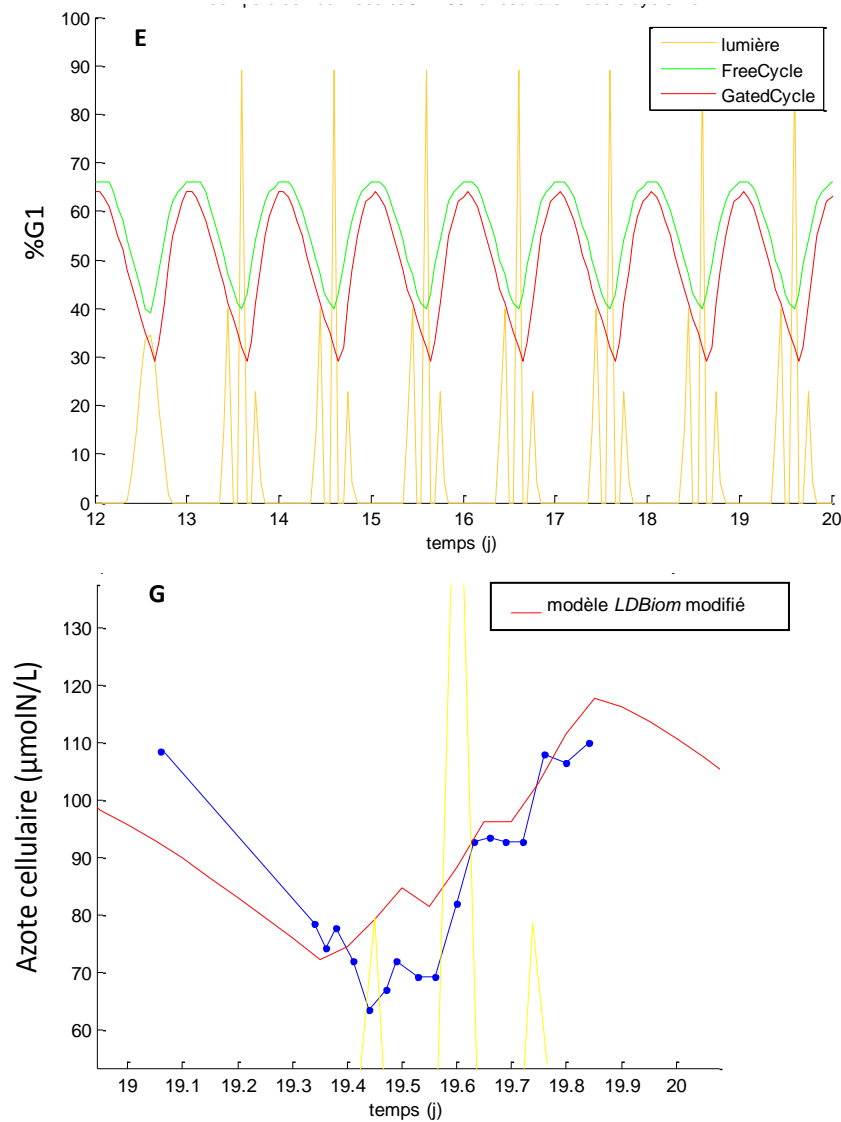 E
lumière
FreeCycle
GatedCycle
100
90
80
70
60
50
40
30
20
10
0
%G1
12 13 14 15 16 17 18 19 20
temps (j)
G
modèle LDBiom modifié
130
120
110
100
90
80
70
60
Azote cellulaire (µmolN/L)
19 19.1 19.2 19.3 19.4 19.5 19.6 19.7 19.8 19.9 20
temps (j)